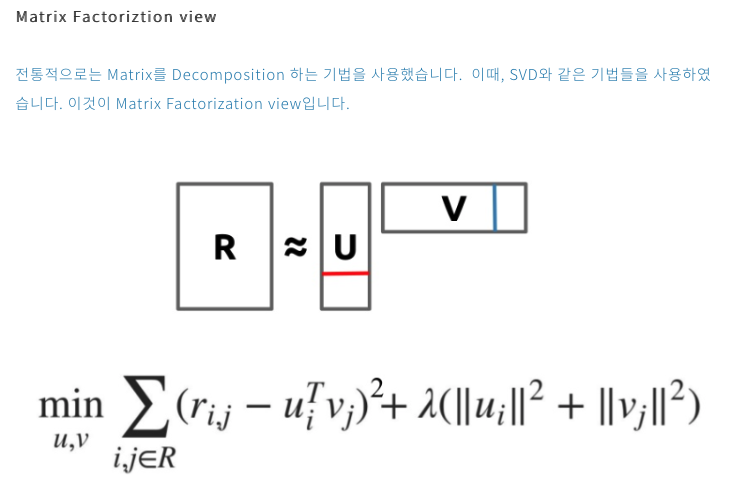 Matrix Factoriztion view
전통적으로는 Matrix를 Decomposition 하는 기법을 사용했습니다. 이때, SVD와 같은 기법들을 사용하였
습니다. 이것이 Matrix Factorization view입니다.
R ≈ U V
min ∑ (r_{i,j} − u_i^T v_j)^2 + λ(||u_i||^2 + ||v_j||^2)
u,v i,j∈R